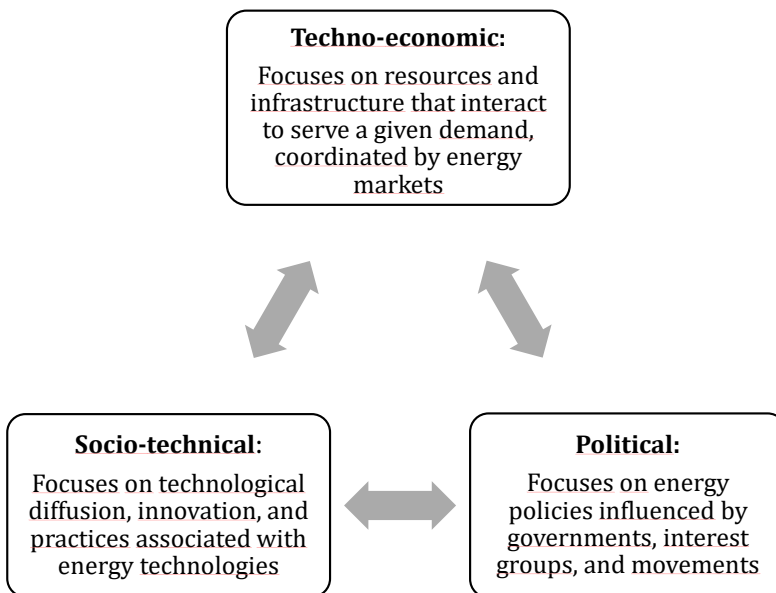 Techno-economic:
Focuses on resources and
infrastructure that interact
to serve a given demand,
coordinated by energy
markets
Socio-technical:
Focuses on technological
diffusion, innovation, and
practices associated with
energy technologies
Political:
Focuses on energy
policies influenced by
governments, interest
groups, and movements